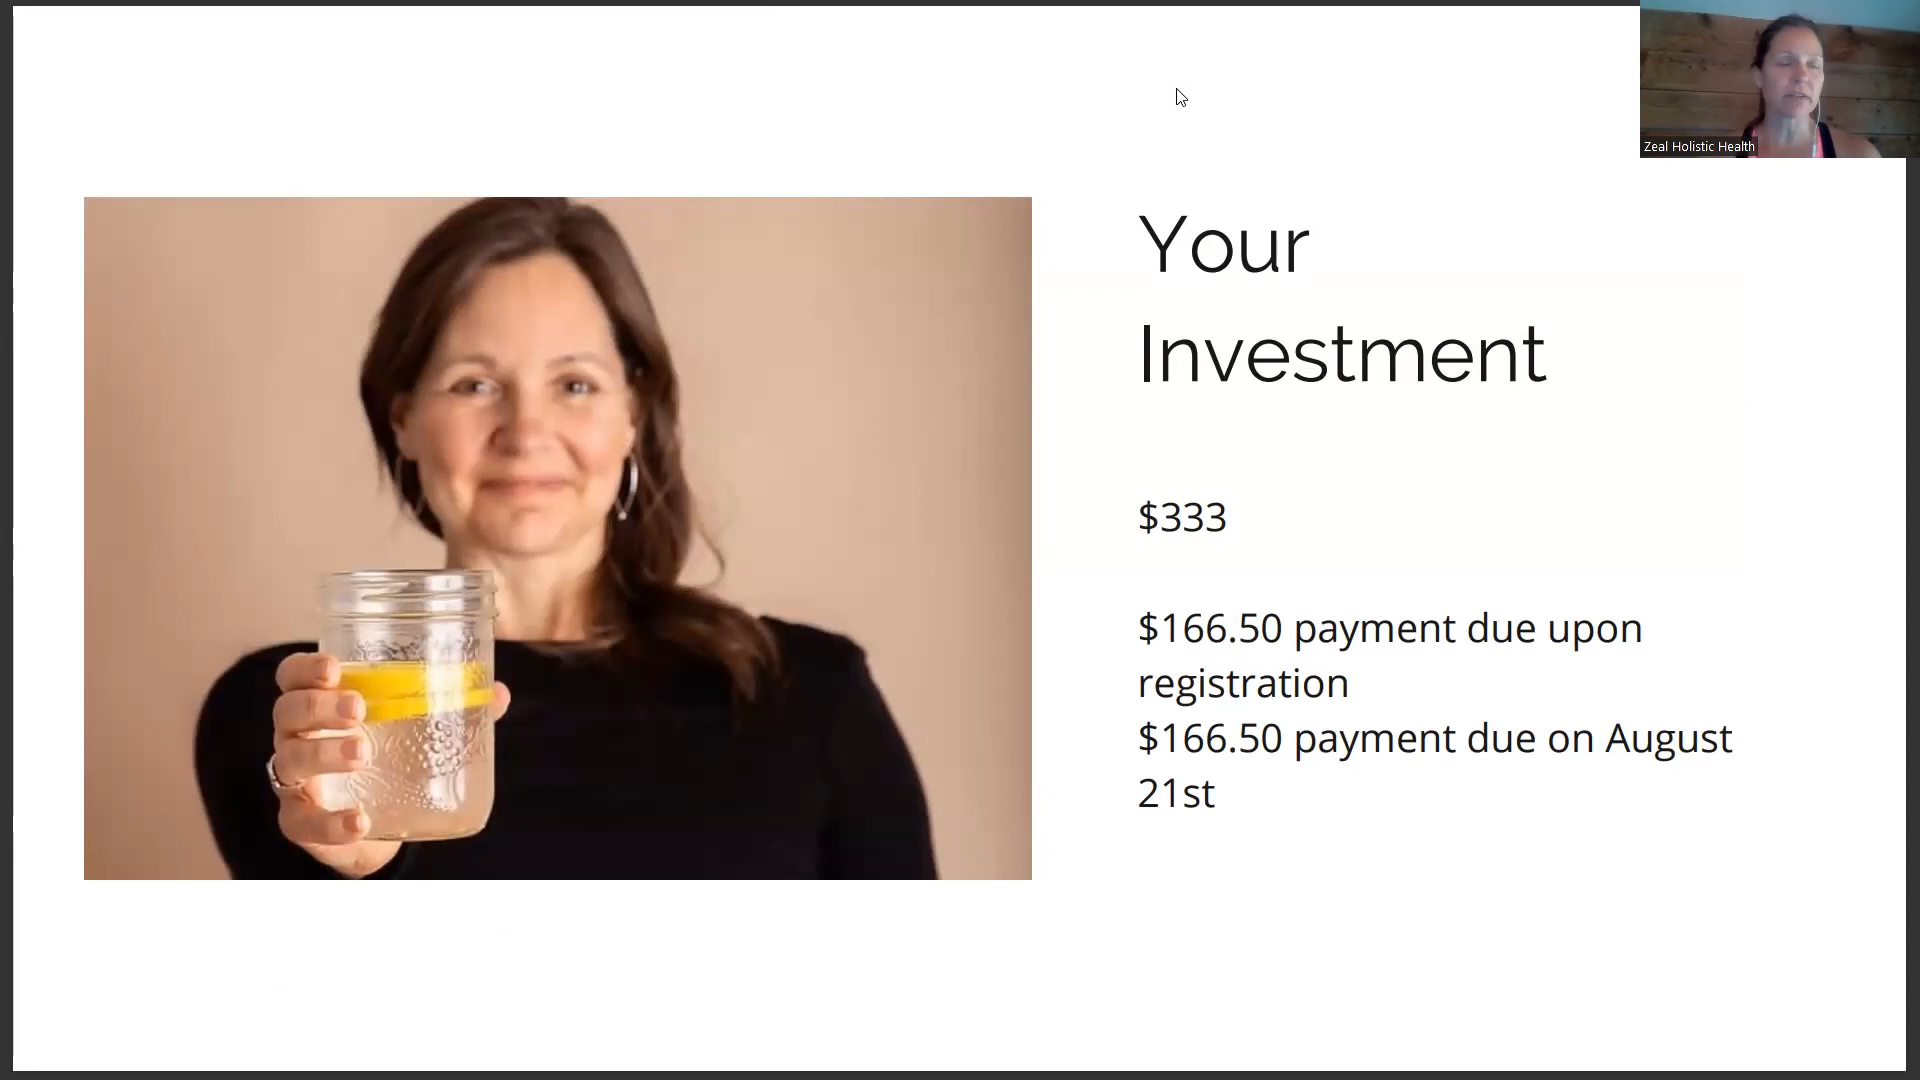 Zeal Holistic Health
Your
Investment
$333
$166.50 payment due upon
registration
$166.50 payment due on August
21st